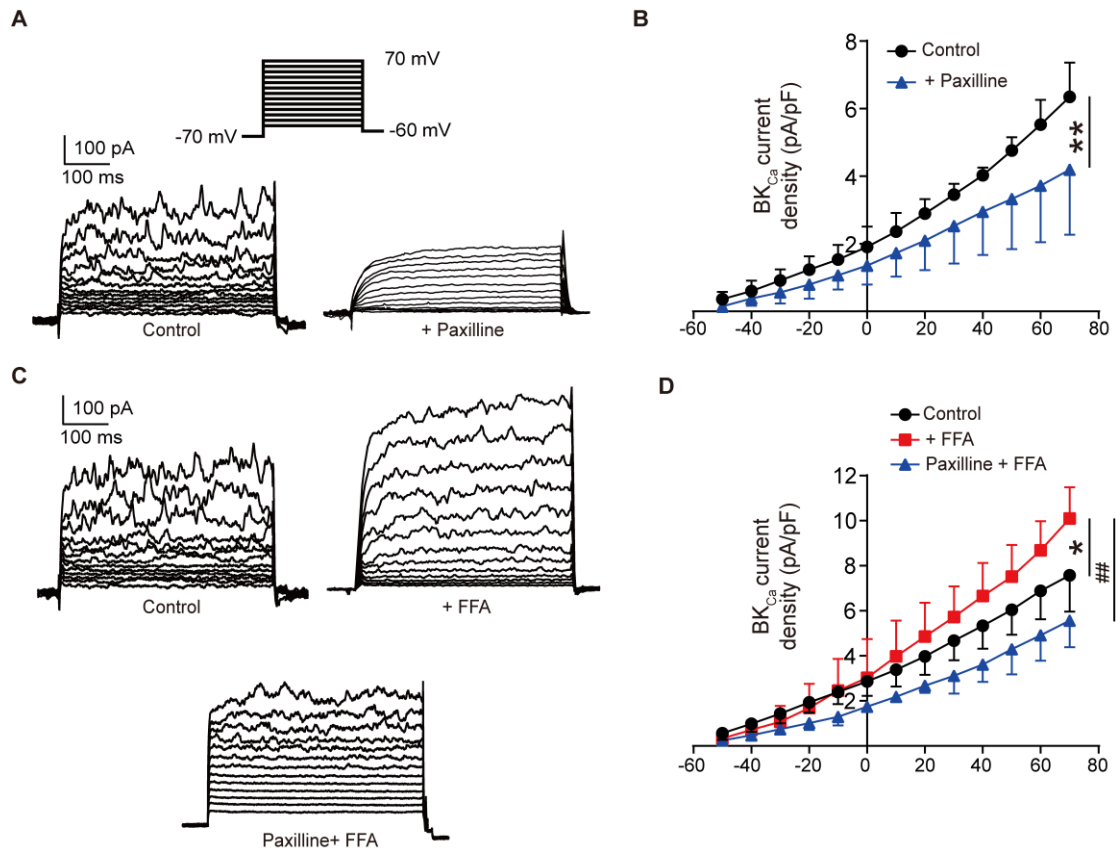 A
70 mV
-70 mV
-60 mV
100 pA
100 ms
Control
+ Paxilline
B
Control
+ Paxilline
BKCa current
density (pA/pF)
8
6
4
2
**
-60
-40
-20
0
20
40
60
80
C
100 pA
100 ms
Control
+ FFA
Paxilline+ FFA
D
Control
+ FFA
Paxilline + FFA
BKCa current
density (pA/pF)
12
10
8
6
4
2
*
##
-60
-40
-20
0
20
40
60
80